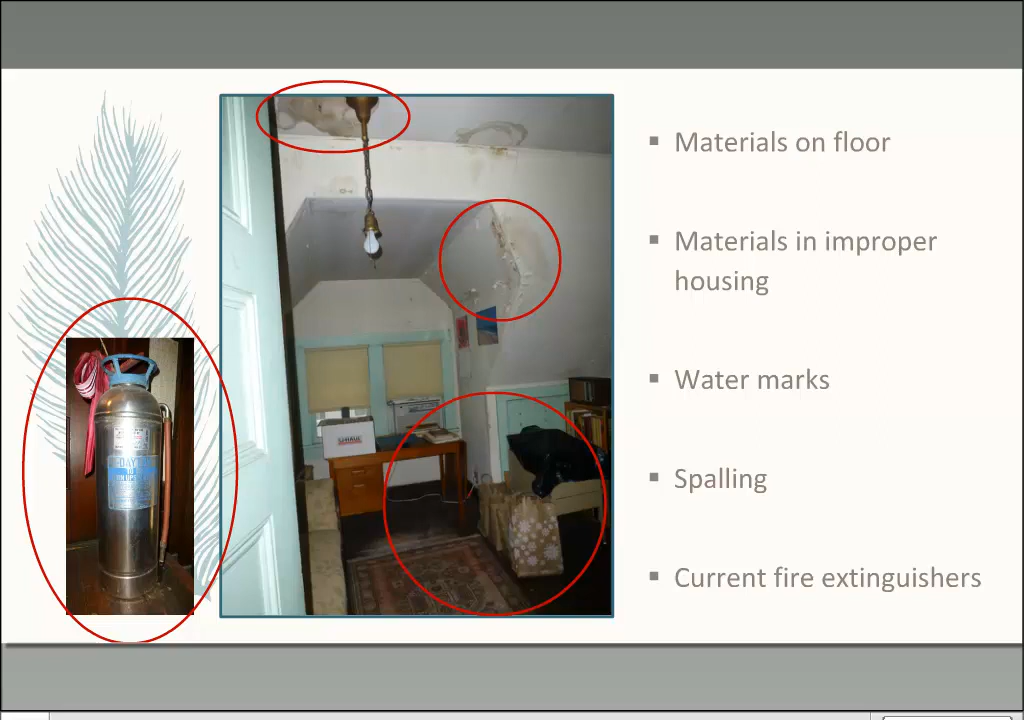 Materials on floor
Materials in improper
housing
Water marks
Spalling
Current fire extinguishers